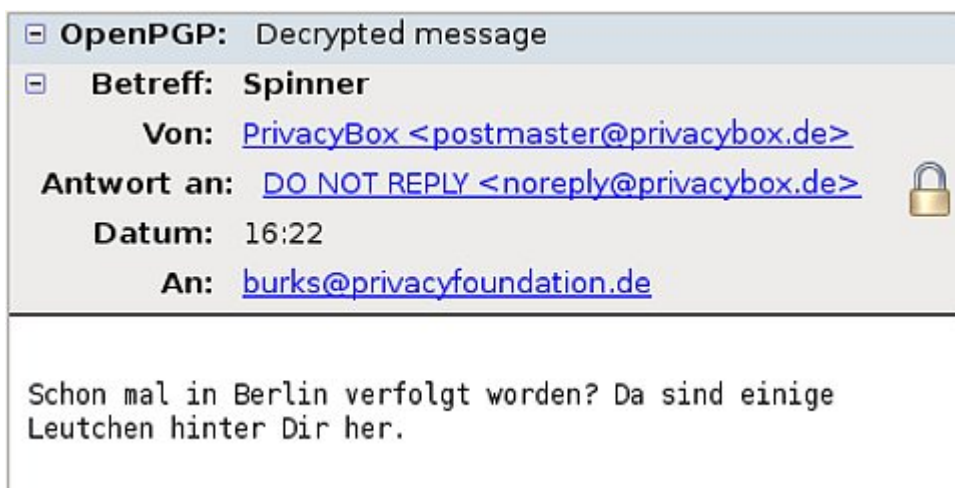 OpenPGP: Decrypted message
Betreff: Spinner
Von: PrivacyBox <postmaster@privacybox.de>
Antwort an: DO NOT REPLY <noreply@privacybox.de>
Datum: 16:22
An: burks@privacyfoundation.de
Schon mal in Berlin verfolgt worden? Da sind einige
Leutchen hinter Dir her.